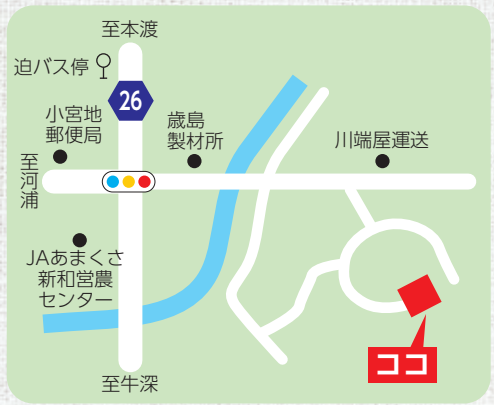 至本渡
迫バス停
26
小宮地
郵便局
歳島
製材所
川端屋運送
至河浦
JAあまくさ
新和営農
センター
ココ
至牛深